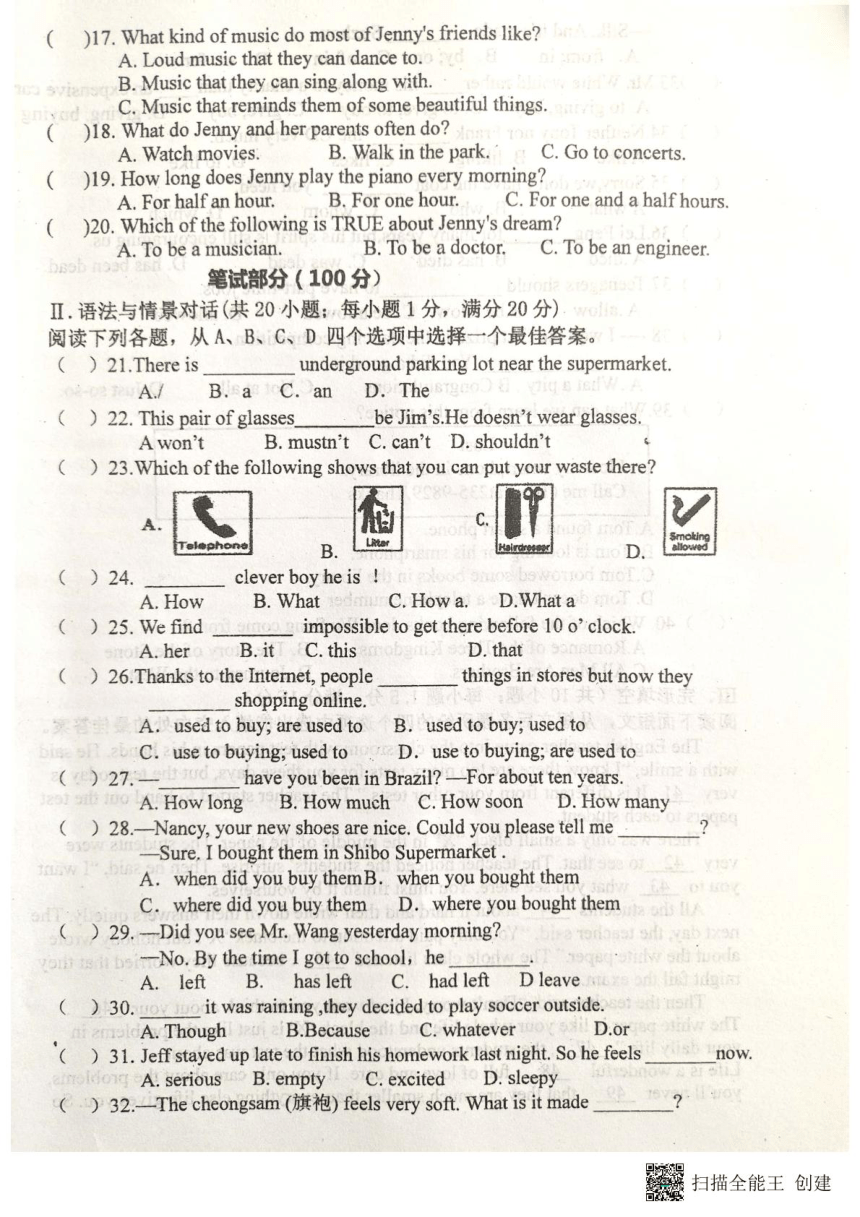 (     )17. What kind of music do most of Jenny's friends like?
A. Loud music that they can dance to.
B. Music that they can sing along with.
C. Music that reminds them of some beautiful things.
(     )18. What do Jenny and her parents often do?
A. Watch movies.     B. Walk in the park.     C. Go to concerts.
(     )19. How long does Jenny play the piano every morning?
A. For half an hour.     B. For one hour.     C. For one and a half hours.
(     )20. Which of the following is TRUE about Jenny's dream?
A. To be a musician.     B. To be a doctor.     C. To be an engineer.
笔试部分（100分）
Ⅱ.语法与情景对话(共20小题；每小题1分，满分20分)
阅读下列各题，从A、B、C、D 四个选项中选择一个最佳答案。
(     ) 21.There is _________ underground parking lot near the supermarket.
A./     B. a     C. an     D. The
(     ) 22. This pair of glasses________be Jim's.He doesn't wear glasses.
A won't     B. mustn't     C. can't     D. shouldn't
(     ) 23.Which of the following shows that you can put your waste there?
A.     B.     C.     D.
Telephone     Litter     Hairdresser     Smoking allowed
(     ) 24. ________ clever boy he is !
A. How     B. What     C. How a.     D.What a
(     ) 25. We find ________ impossible to get there before 10 o' clock.
A. her     B. it     C. this     D. that
(     ) 26.Thanks to the Internet, people ________ things in stores but now they
________ shopping online.
A. used to buy; are used to     B. used to buy; used to
C. use to buying; used to     D. use to buying; are used to
(     ) 27. —________ have you been in Brazil? —For about ten years.
A. How long     B. How much     C. How soon     D. How many
(     ) 28.—Nancy, your new shoes are nice. Could you please tell me ________?
—Sure. I bought them in Shibo Supermarket .
A. when did you buy them B. when you bought them
C. where did you buy them     D. where you bought them
(     ) 29. —Did you see Mr. Wang yesterday morning?
—No. By the time I got to school, he ________.
A. left     B. has left     C. had left     D leave
(     ) 30.________ it was raining ,they decided to play soccer outside.
A. Though     B.Because     C. whatever     D.or
(     ) 31. Jeff stayed up late to finish his homework last night. So he feels _______now.
A. serious     B. empty     C. excited     D. sleepy
(     ) 32.—The cheongsam (旗袍) feels very soft. What is it made ________?
扫描全能王 创建